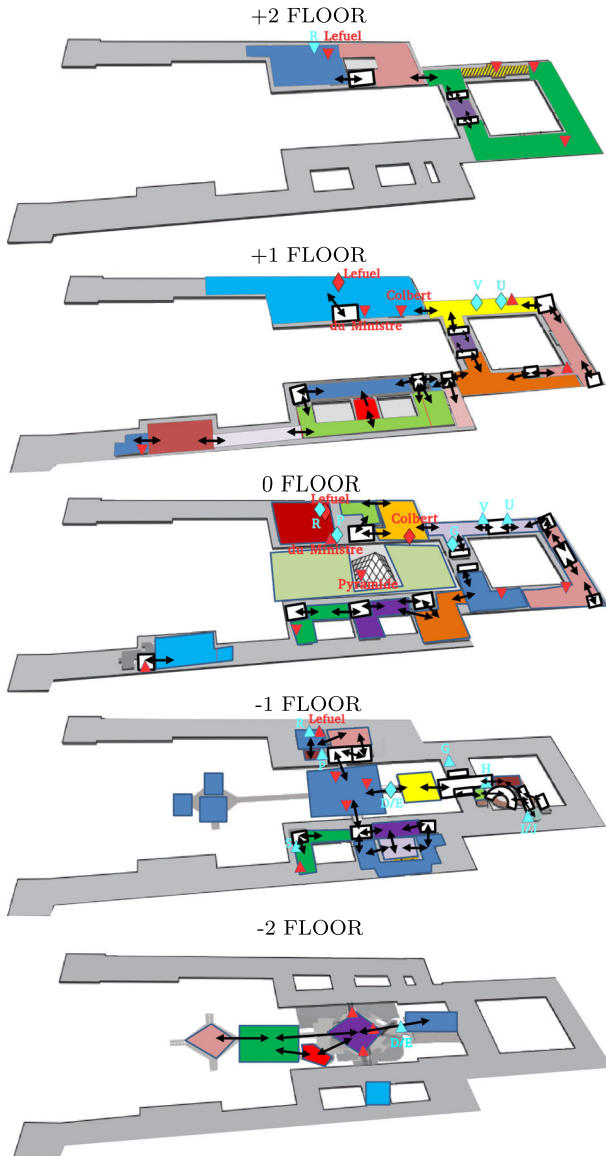 +2 FLOOR
R Lefuel
+1 FLOOR
Lefuel
V U
Colbert
du Ministre
0 FLOOR
Lefuel
R
P
V U
Colbert
G
du Ministre
Pyramide
-1 FLOOR
R Lefuel
P
G
H
D/E
S
-2 FLOOR
D/E